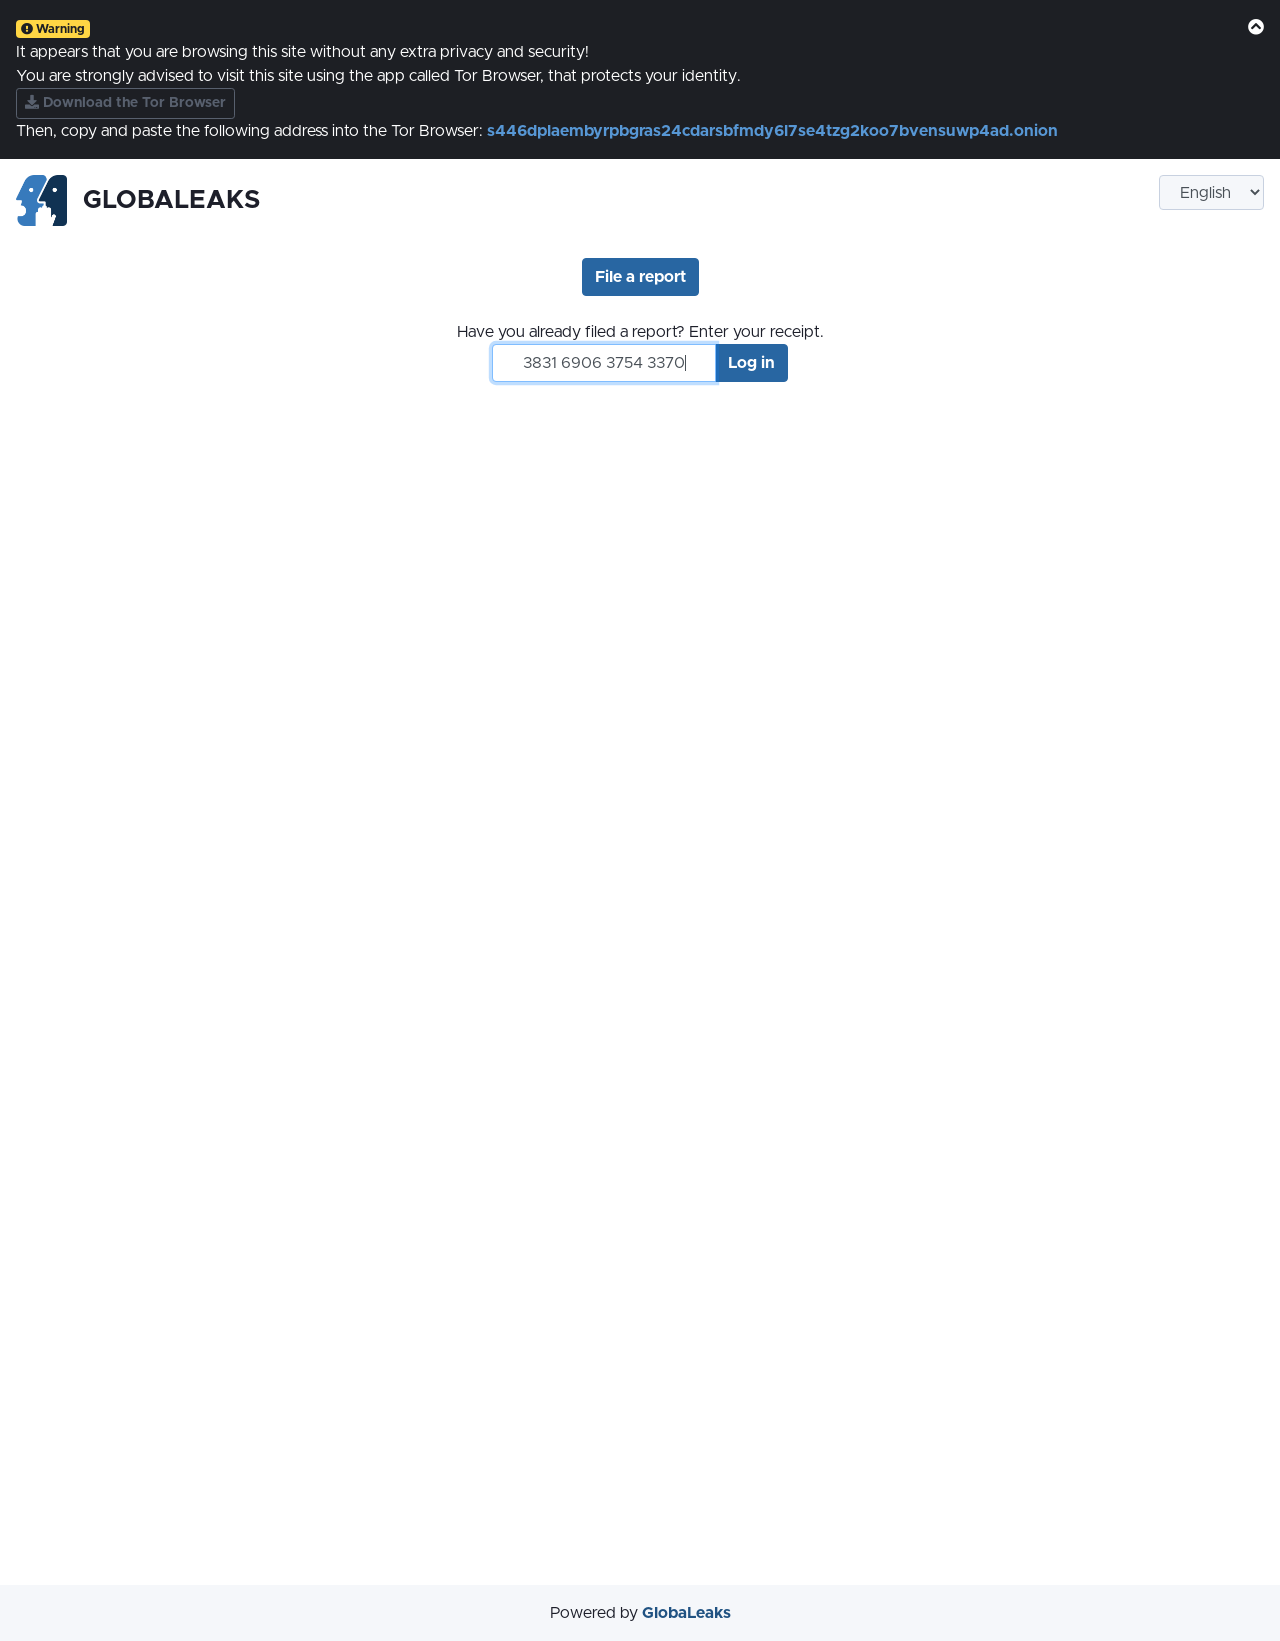 Warning
It appears that you are browsing this site without any extra privacy and security!
You are strongly advised to visit this site using the app called Tor Browser, that protects your identity.
Download the Tor Browser
Then, copy and paste the following address into the Tor Browser: s446dplaembyrpbgras24cdarsbfmdy6l7se4tzg2koo7bvensuwp4ad.onion
GLOBALEAKS
English
File a report
Have you already filed a report? Enter your receipt.
3831 6906 3754 3370 Log in
Powered by GlobaLeaks